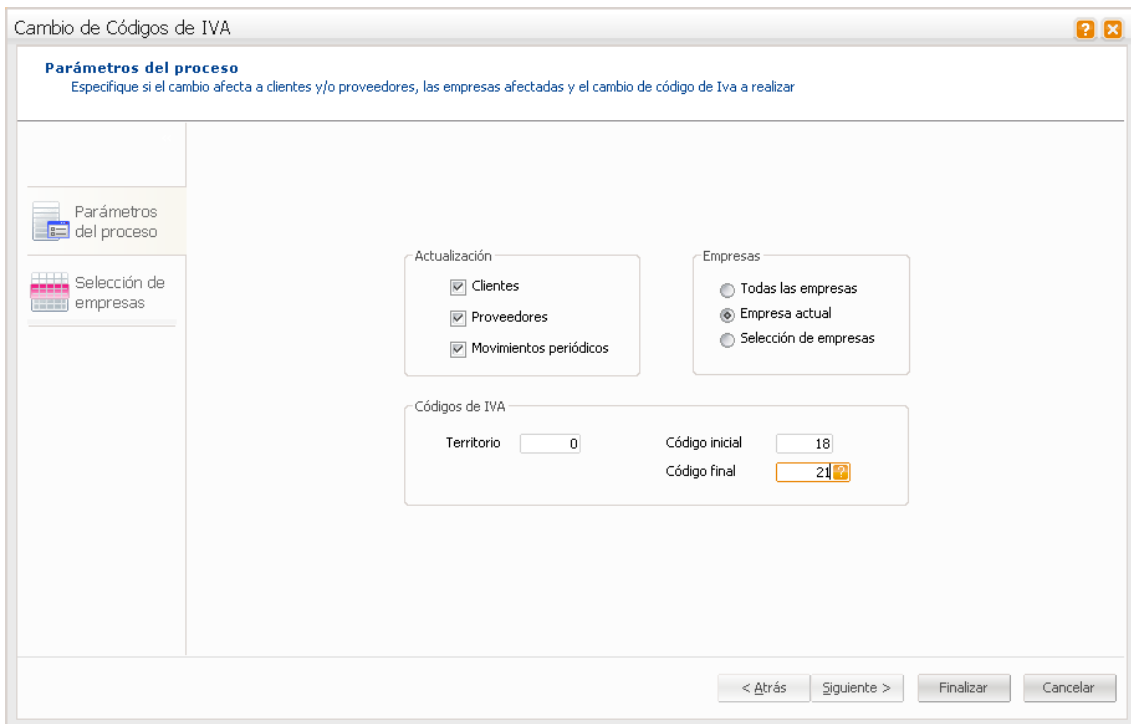 Cambio de Códigos de IVA
?
Parámetros del proceso
Especifique si el cambio afecta a clientes y/o proveedores, las empresas afectadas y el cambio de código de Iva a realizar
Parámetros
del proceso
Selección de
empresas
Actualización
Clientes
Proveedores
Movimientos periódicos
Empresas
Todas las empresas
Empresa actual
Selección de empresas
Códigos de IVA
Territorio 0 Código inicial 18
Código final 21 ?
< Atrás Siguiente > Finalizar Cancelar